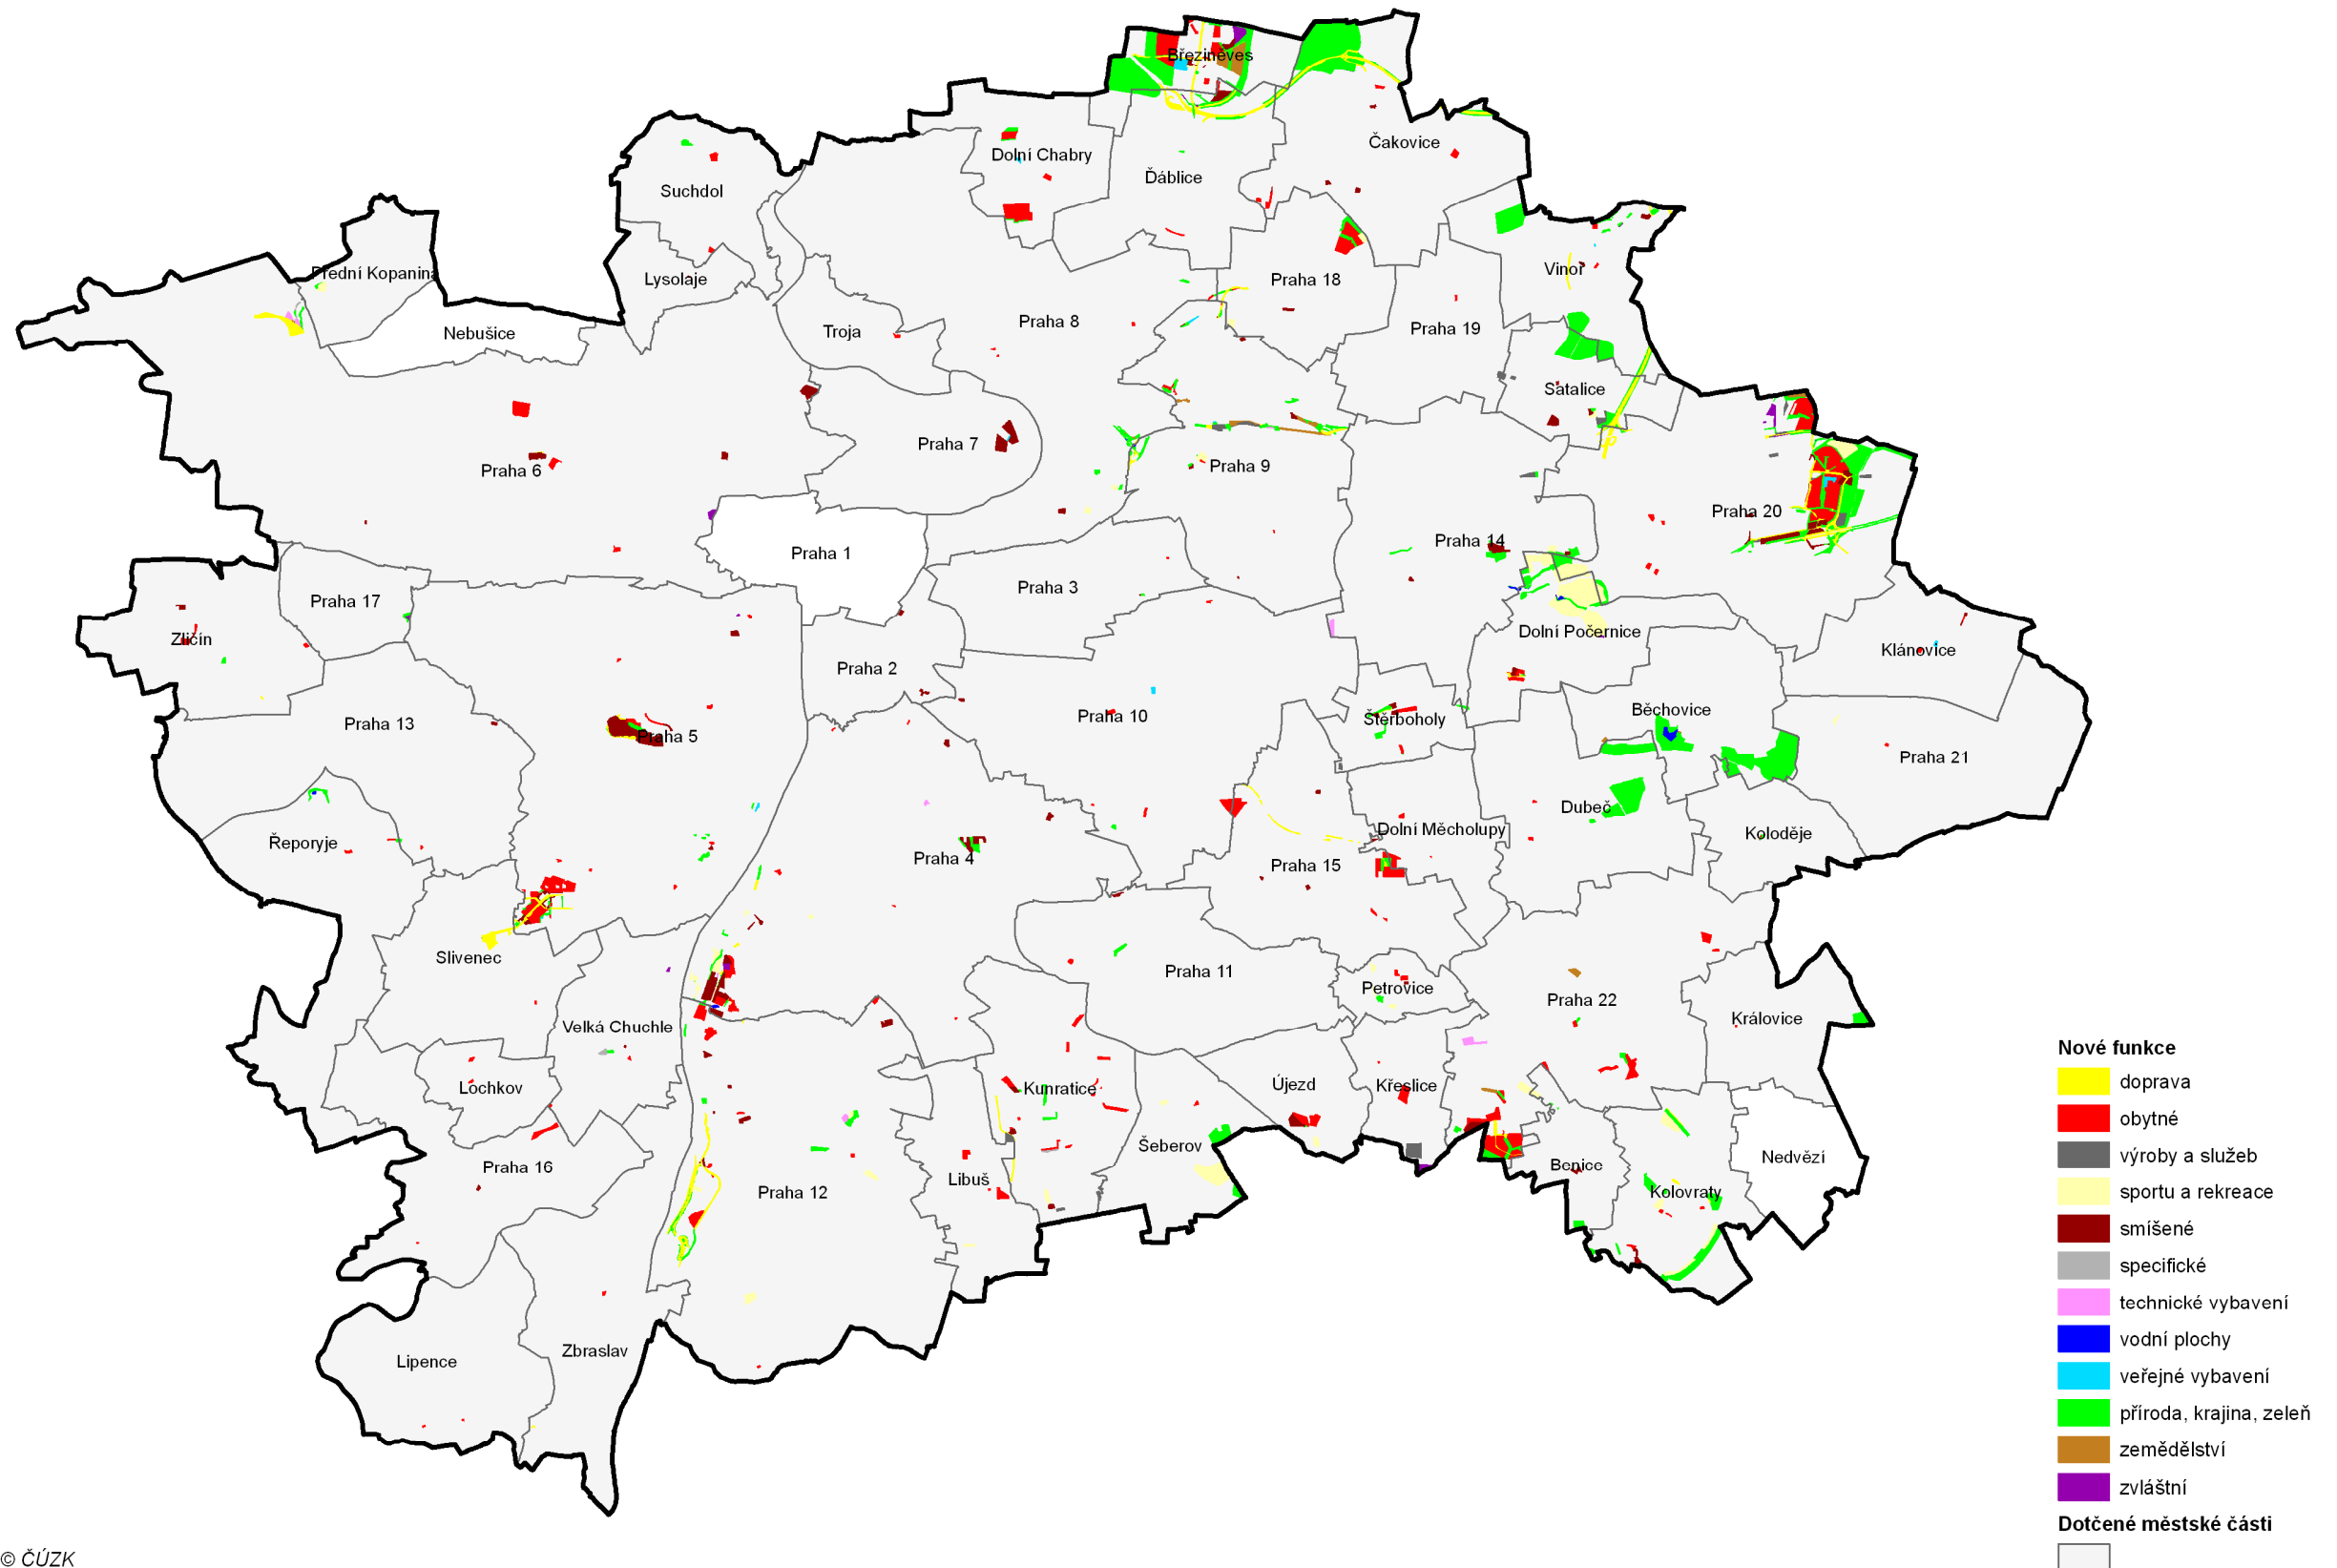 Březiněves
Čakovice
Dolní Chabry
Ďáblice
Suchdol
Přední Kopanina
Lysolaje
Vinoř
Praha 18
Praha 8
Praha 19
Troja
Nebušice
Satalice
Praha 7
Praha 9
Praha 6
Praha 20
Praha 14
Praha 1
Praha 3
Praha 17
Dolní Počernice
Zličín
Klánovice
Praha 2
Běchovice
Praha 10
Štěrboholy
Praha 13
Praha 5
Praha 21
Dubeč
Dolní Měcholupy
Koloděje
Řeporyje
Praha 4
Praha 15
Slivenec
Praha 11
Petrovice
Praha 22
Královice
Velká Chuchle
Lochkov
Kunratice
Újezd
Křeslice
Šeberov
Praha 16
Libuš
Praha 12
Benice
Nedvězí
Kolovraty
Zbraslav
Lipence
Nové funkce
doprava
obytné
výroby a služeb
sportu a rekreace
smíšené
specifické
technické vybavení
vodní plochy
veřejné vybavení
příroda, krajina, zeleň
zemědělství
zvláštní
Dotčené městské části
© ČÚZK